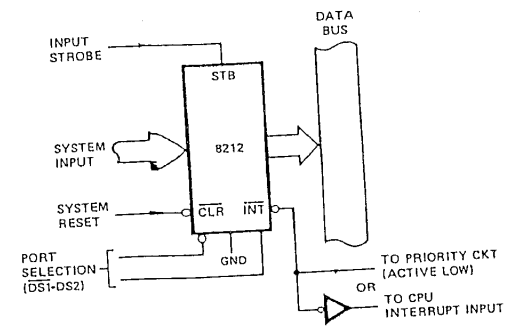 DATA
BUS
INPUT
STROBE
STB
SYSTEM
INPUT
8212
SYSTEM
RESET
CLR INT
PORT
SELECTION
(DS1-DS2)
GND
TO PRIORITY CKT
(ACTIVE LOW)
OR
TO CPU
INTERRUPT INPUT